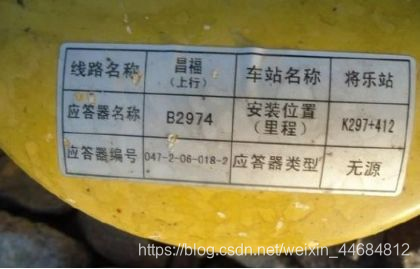 线路名称 昌福（上行） 车站名称 将乐站
应答器名称 B2974 安装位置（里程） K297+412
应答器编号 047-2-06-018-2 应答器类型 无源
https://blog.csdn.net/weixin_44684812